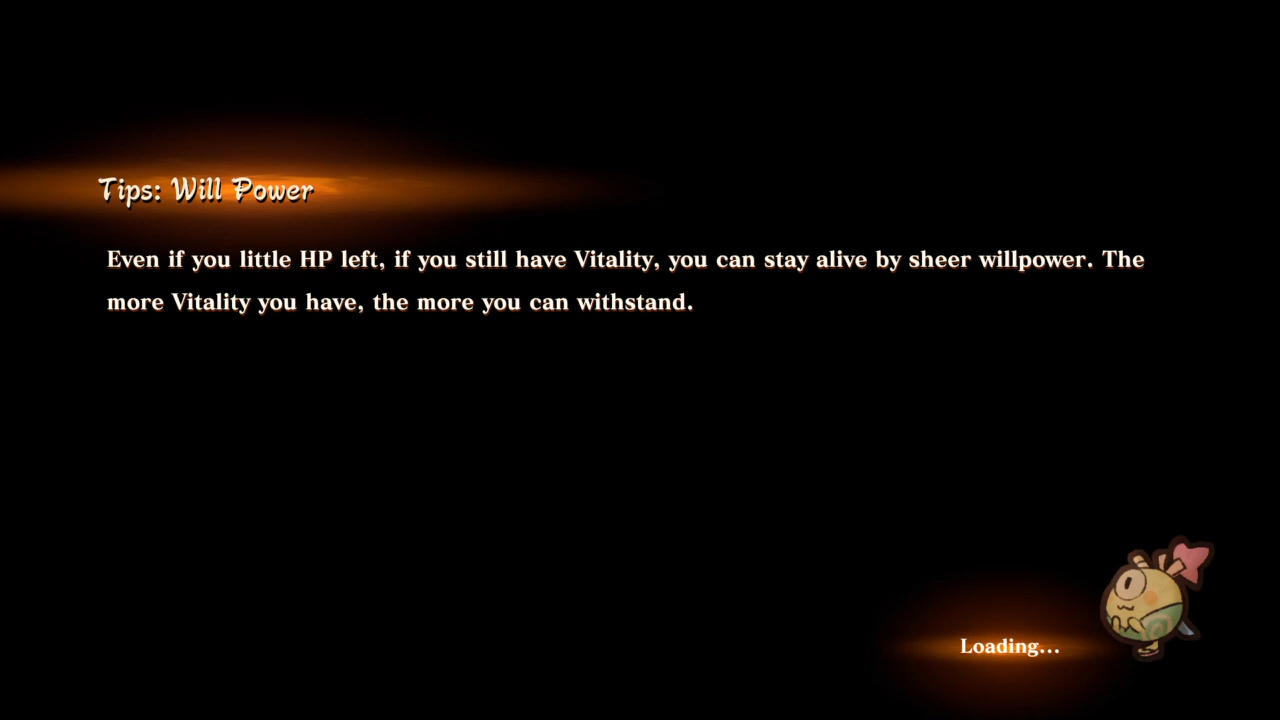 Tips: Will Power
Even if you little HP left, if you still have Vitality, you can stay alive by sheer willpower. The
more Vitality you have, the more you can withstand.
Loading...